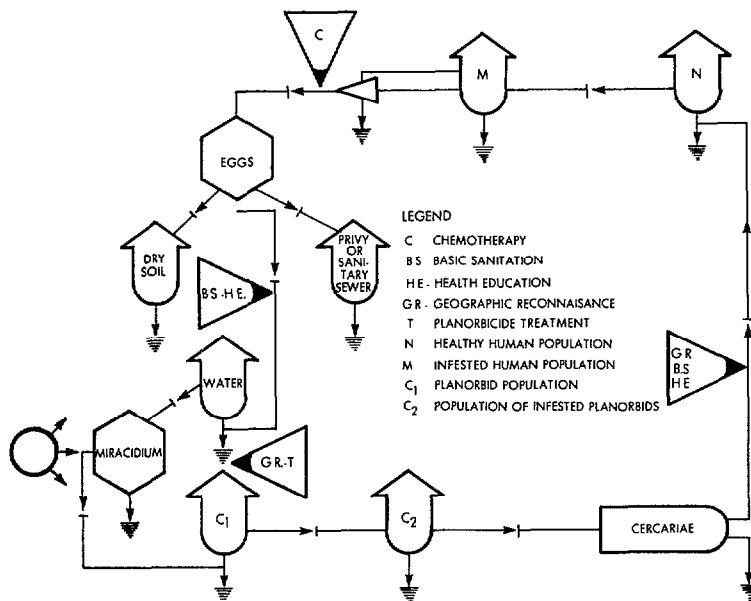 C
M
N
EGGS
DRY
SOIL
PRIVY
OR
SANI-
TARY
SEWER
BS-HE.
WATER
MIRACIDIUM
GR.-T
C1
C2
CERCARIAE
GR
B.S
HE
LEGEND
C CHEMOTHERAPY
BS BASIC SANITATION
HE - HEALTH EDUCATION
GR - GEOGRAPHIC RECONNAISANCE
T PLANORBICIDE TREATMENT
N HEALTHY HUMAN POPULATION
M INFESTED HUMAN POPULATION
C1 PLANORBID POPULATION
C2 POPULATION OF INFESTED PLANORBIDS